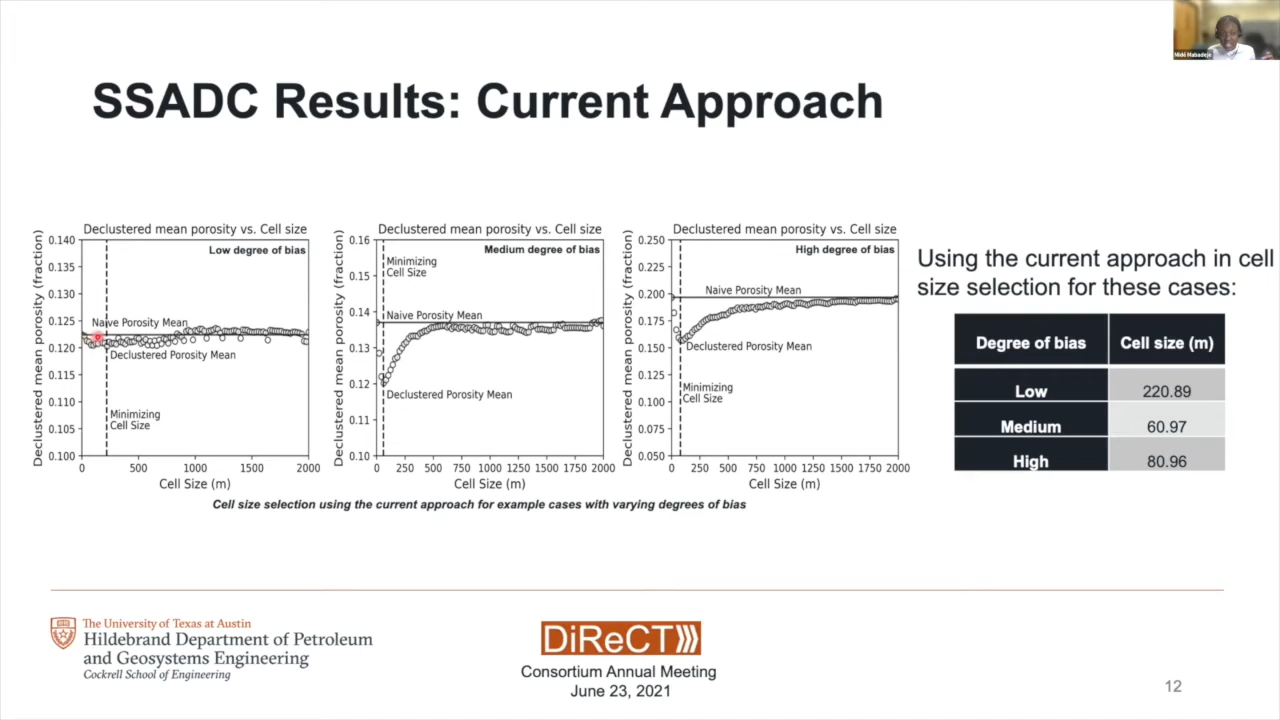 Midé Mabadeje
SSADC Results: Current Approach
Declustered mean porosity vs. Cell size
Low degree of bias
Declustered mean porosity (fraction)
0.140
0.135
0.130
0.125
0.120
0.115
0.110
0.105
0.100
Naive Porosity Mean
Declustered Porosity Mean
Minimizing
Cell Size
0
500
1000
1500
2000
Cell Size (m)
Declustered mean porosity vs. Cell size
Medium degree of bias
Declustered mean porosity (fraction)
0.16
0.15
0.14
0.13
0.12
0.11
0.10
Minimizing
Cell Size
Naive Porosity Mean
Declustered Porosity Mean
0
250
500
750
1000
1250
1500
1750
2000
Cell Size (m)
Declustered mean porosity vs. Cell size
High degree of bias
Declustered mean porosity (fraction)
0.250
0.225
0.200
0.175
0.150
0.125
0.100
0.075
0.050
Naive Porosity Mean
Declustered Porosity Mean
Minimizing
Cell Size
0
250
500
750
1000
1250
1500
1750
2000
Cell Size (m)
Cell size selection using the current approach for example cases with varying degrees of bias
Using the current approach in cell
size selection for these cases:
Degree of bias Cell size (m)
Low 220.89
Medium 60.97
High 80.96
The University of Texas at Austin
Hildebrand Department of Petroleum
and Geosystems Engineering
Cockrell School of Engineering
DiReCT
Consortium Annual Meeting
June 23, 2021
12